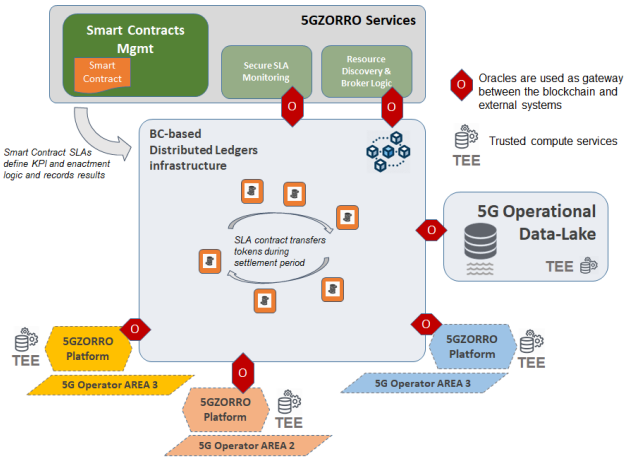 5GZORRO Services
Smart Contracts
Mgmt
Smart
Contract
Secure SLA
Monitoring
Resource
Discovery &
Broker Logic
O
O
O
Oracles are used as gateway
between the blockchain and
external systems
TEE
Trusted compute services
Smart Contract SLAs
define KPI and enactment
logic and records results
BC-based
Distributed Ledgers
infrastructure
SLA contract transfers
tokens during
settlement period
O
5G Operational
Data-Lake
TEE
TEE
5GZORRO
Platform
O
5G Operator AREA 3
O
5GZORRO
Platform
TEE
5G Operator AREA 2
O
5GZORRO
Platform
TEE
5G Operator AREA 3